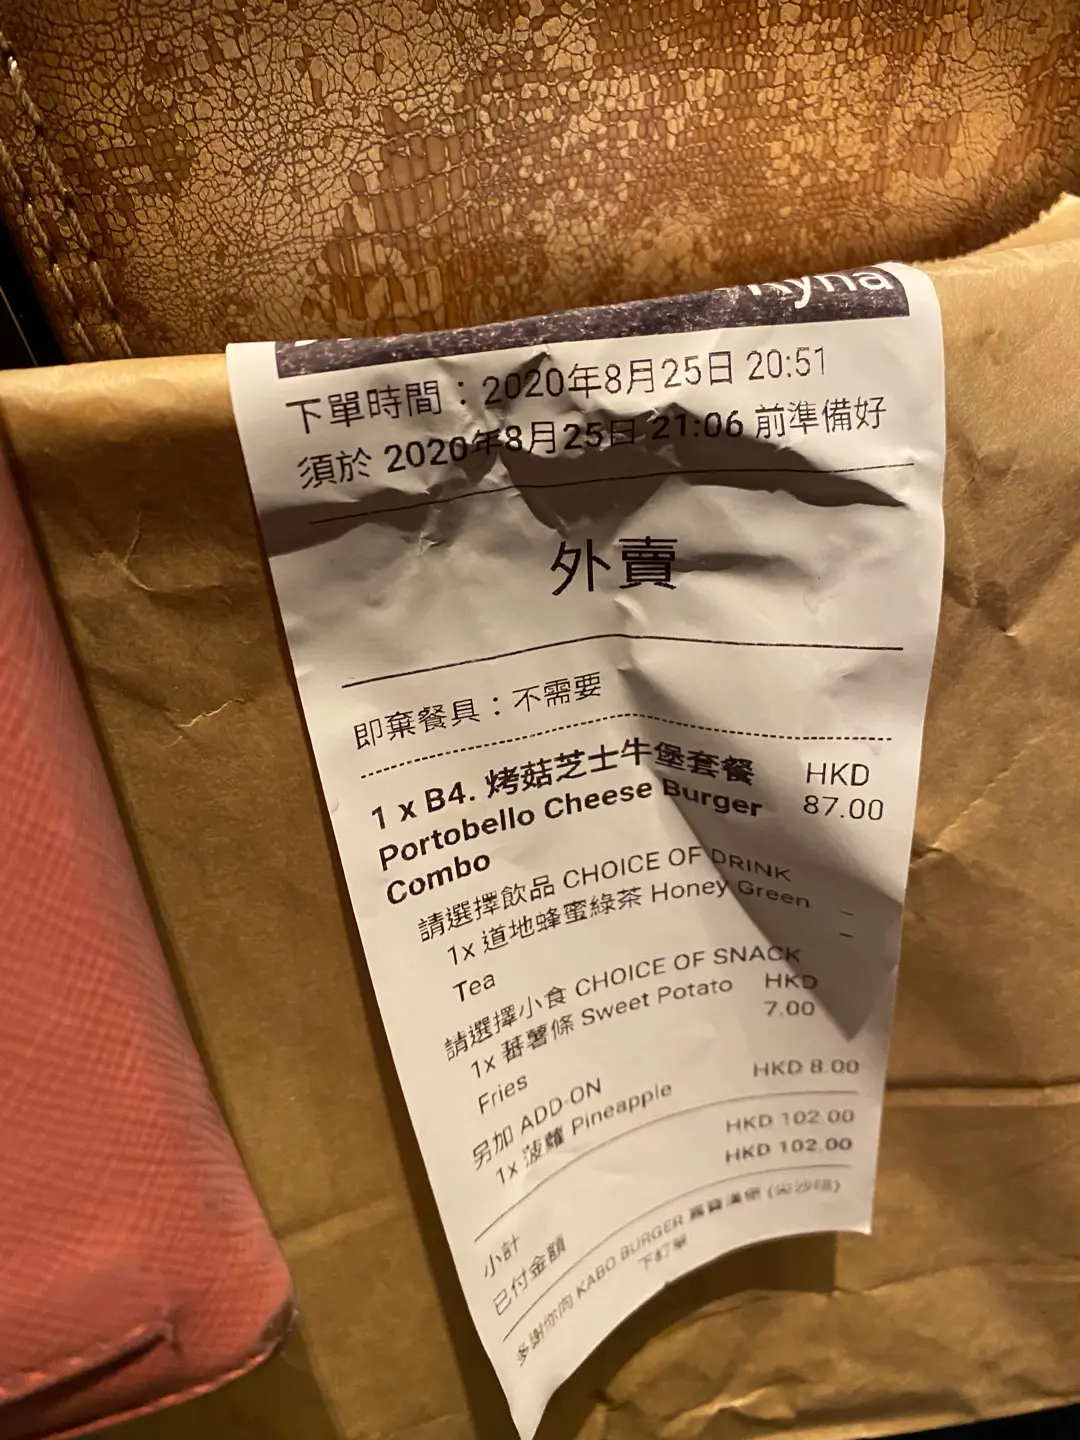 Kyna
下單時間：2020年8月25日 20:51
須於 2020年8月25日 21:06 前準備好
外賣
即棄餐具：不需要
1 x B4. 烤菇芝士牛堡套餐 HKD
Portobello Cheese Burger 87.00
Combo
請選擇飲品 CHOICE OF DRINK
1x 道地蜂蜜綠茶 Honey Green
Tea
請選擇小食 CHOICE OF SNACK
1x 蕃薯條 Sweet Potato HKD
Fries 7.00
另加 ADD-ON
1x 菠蘿 Pineapple HKD 8.00
小計 HKD 102.00
已付金額 HKD 102.00
多謝你向 KABO BURGER 嘉寶漢堡 (尖沙咀)
下訂單